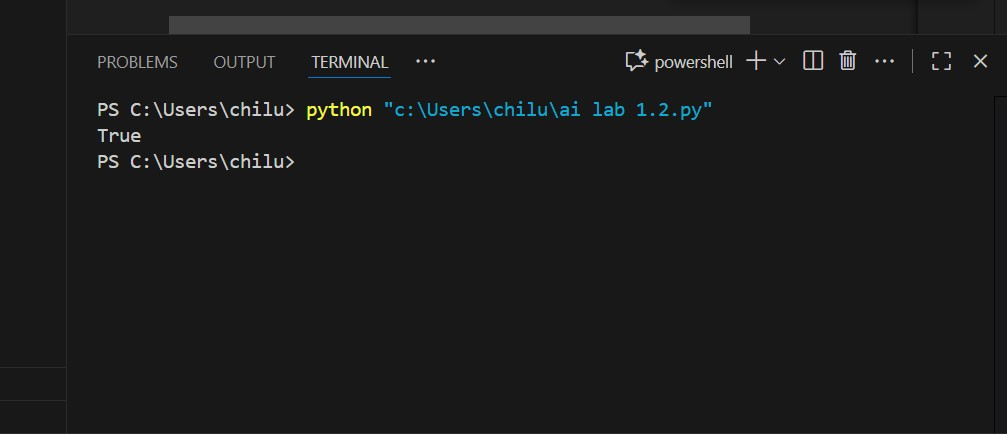 PROBLEMS OUTPUT TERMINAL ··· powershell
PS C:\Users\chilu> python "c:\Users\chilu\ai lab 1.2.py"
True
PS C:\Users\chilu>